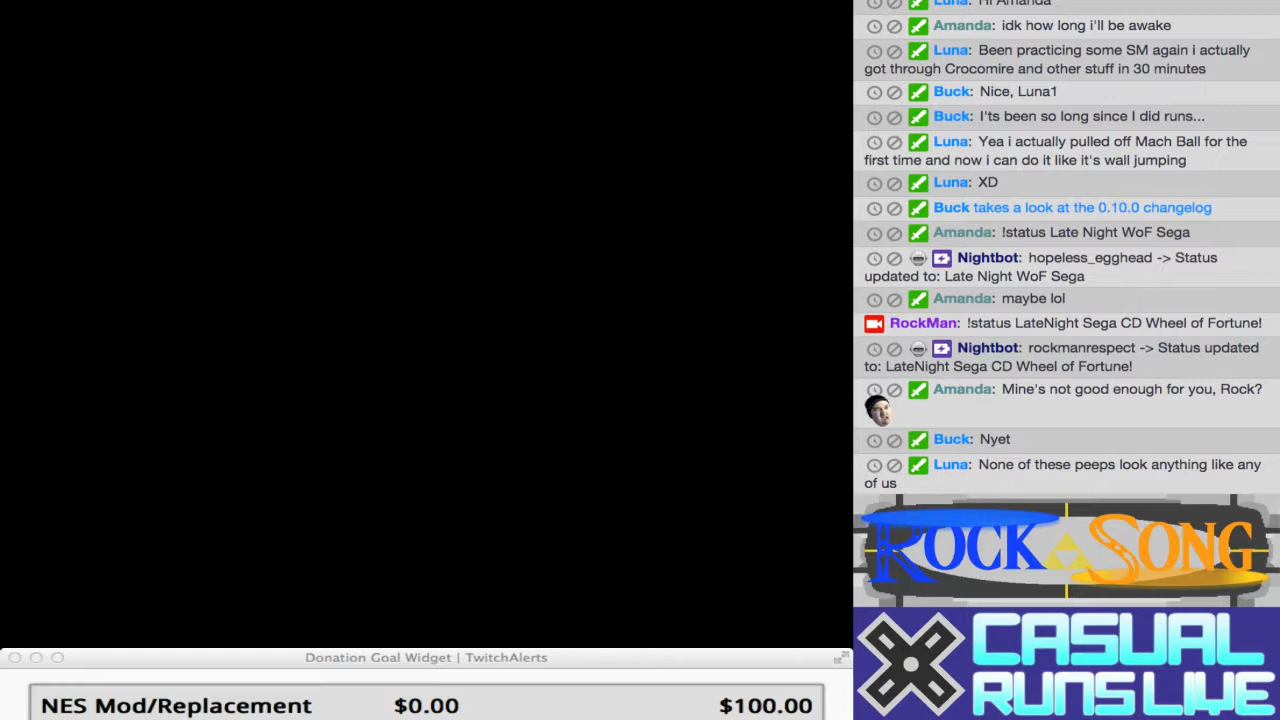 Luna: Hi Amanda
Amanda: idk how long i'll be awake
Luna: Been practicing some SM again i actually
got through Crocomire and other stuff in 30 minutes
Buck: Nice, Luna1
Buck: I'ts been so long since I did runs...
Luna: Yea i actually pulled off Mach Ball for the
first time and now i can do it like it's wall jumping
Luna: XD
Buck takes a look at the 0.10.0 changelog
Amanda: !status Late Night WoF Sega
Nightbot: hopeless_egghead -> Status
updated to: Late Night WoF Sega
Amanda: maybe lol
RockMan: !status LateNight Sega CD Wheel of Fortune!
Nightbot: rockmanrespect -> Status updated
to: LateNight Sega CD Wheel of Fortune!
Amanda: Mine's not good enough for you, Rock?
Buck: Nyet
Luna: None of these peeps look anything like any
of us
ROCK SONG
CASUAL
RUNS LIVE
Donation Goal Widget | TwitchAlerts
NES Mod/Replacement $0.00 $100.00